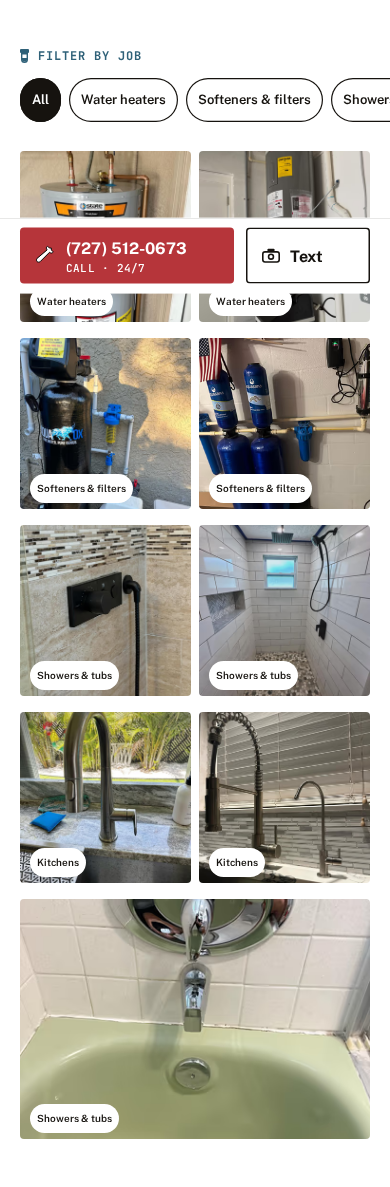 FILTER BY JOB
All
Water heaters
Softeners & filters
Shower
(727) 512-0673
CALL · 24/7
Text
Water heaters
Water heaters
Softeners & filters
Softeners & filters
Showers & tubs
Showers & tubs
Kitchens
Kitchens
Showers & tubs